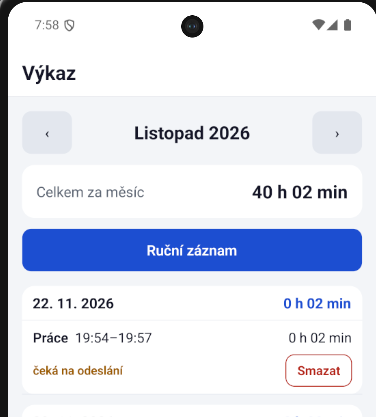 7:58
Výkaz
‹ Listopad 2026 ›
Celkem za měsíc 40 h 02 min
Ruční záznam
22. 11. 2026 0 h 02 min
Práce 19:54–19:57 0 h 02 min
čeká na odeslání Smazat